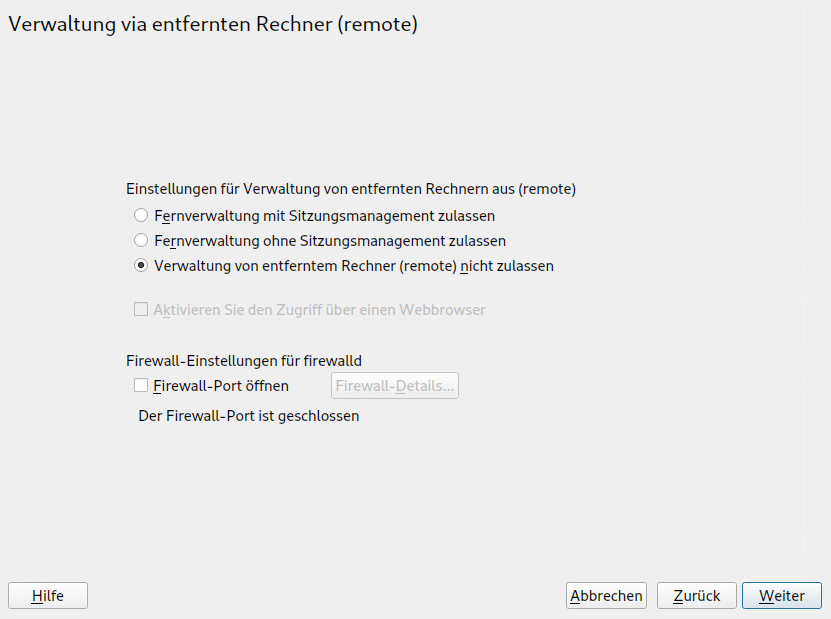 Verwaltung via entfernten Rechner (remote)
Einstellungen für Verwaltung von entfernten Rechnern aus (remote)
Fernverwaltung mit Sitzungsmanagement zulassen
Fernverwaltung ohne Sitzungsmanagement zulassen
Verwaltung von entferntem Rechner (remote) nicht zulassen
Aktivieren Sie den Zugriff über einen Webbrowser
Firewall-Einstellungen für firewalld
Firewall-Port öffnen Firewall-Details...
Der Firewall-Port ist geschlossen
Hilfe Abbrechen Zurück Weiter